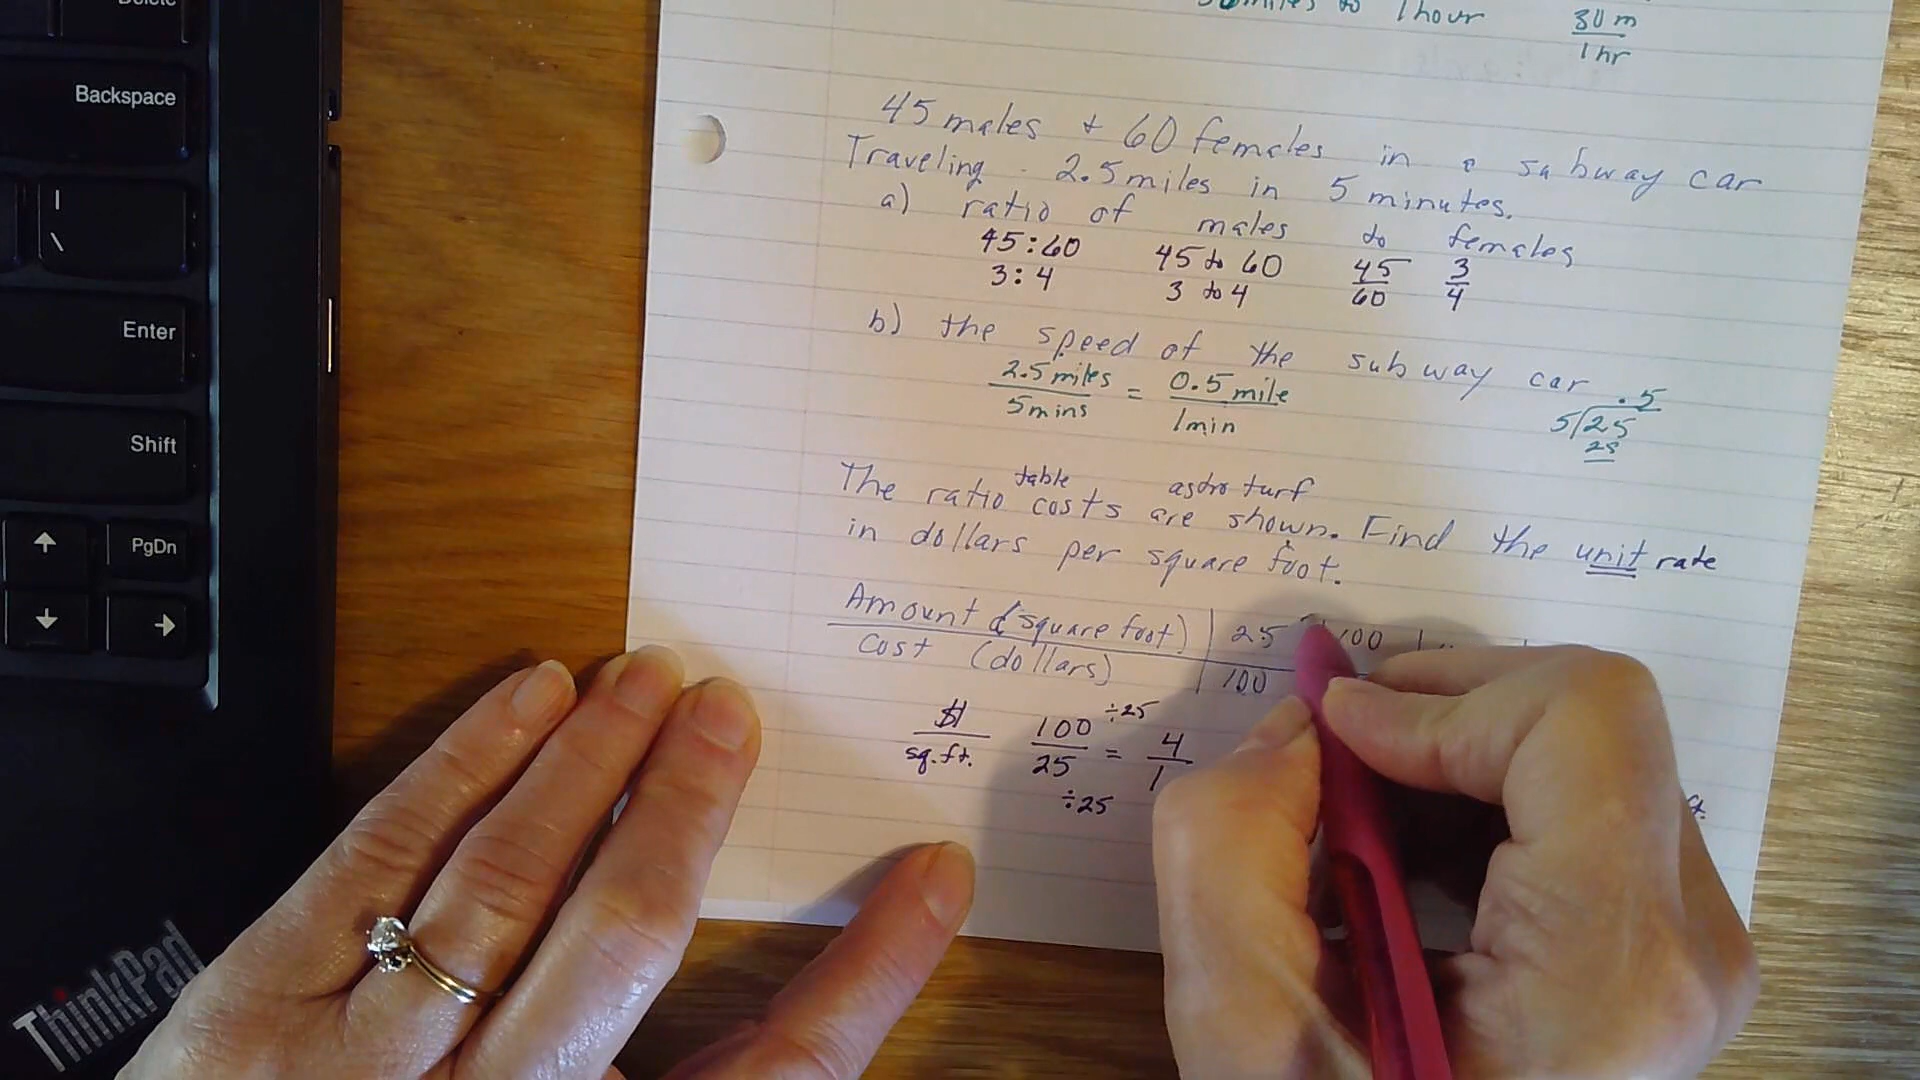 Delete
Backspace
|
\
Enter
Shift
PgDn
ThinkPad
miles to 1 hour
30 m
1 hr
45 males + 60 females in a subway car
Traveling 2.5 miles in 5 minutes.
a) ratio of males to females
45:60 45 to 60 45/60 3/4
3:4 3 to 4
b) the speed of the subway car
2.5 miles / 5 mins = 0.5 mile / 1 min
.5
5)25
25
table astro turf
The ratio costs are shown. Find the unit rate
in dollars per square foot.
Amount (square foot) | 25 100
Cost (dollars) | 100
$ / sq. ft. 100 ÷25 / 25 ÷25 = 4 / 1